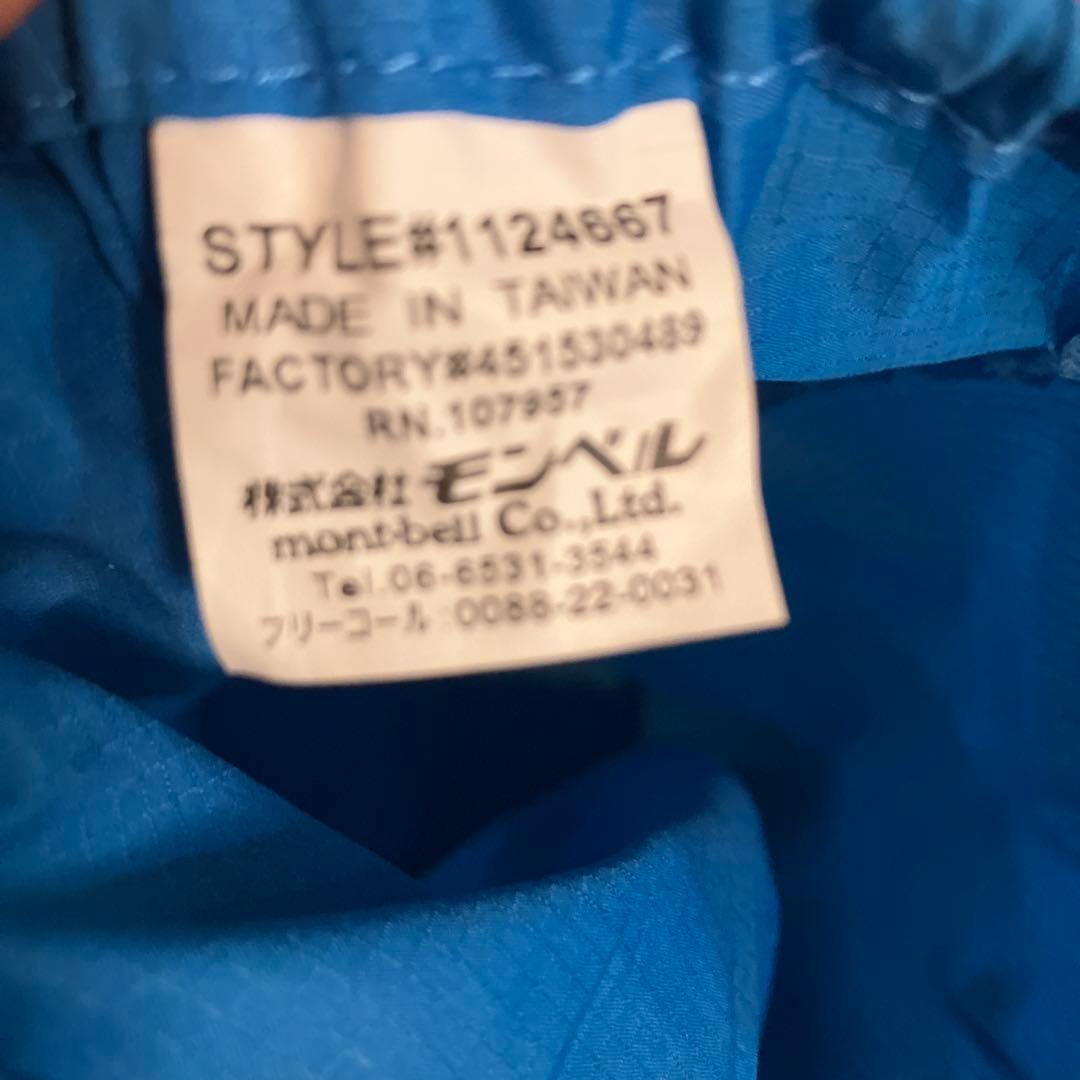 STYLE#1124667
MADE IN TAIWAN
FACTORY#451530489
RN.107957
株式会社 モンベル
mont-bell Co.,Ltd.
Tel.06-6531-3544
フリーコール:0088-22-0031